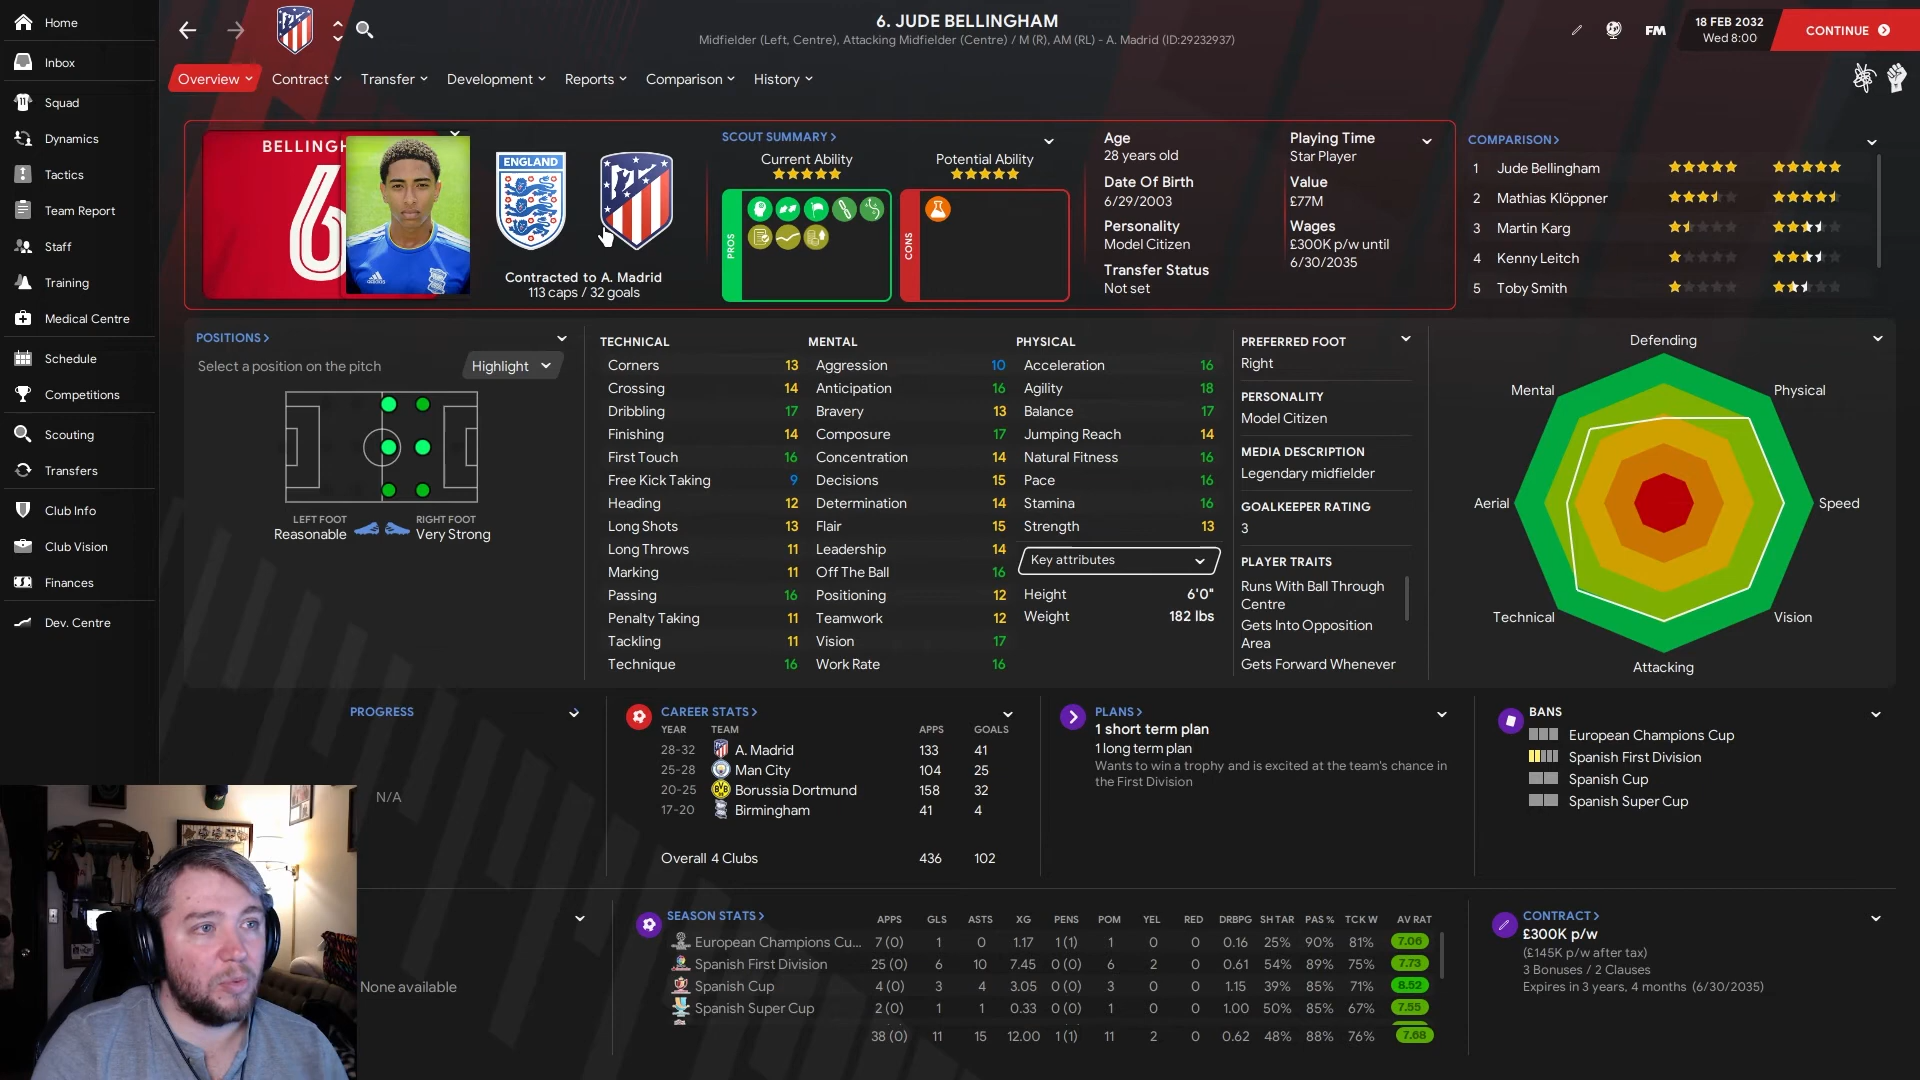 Home
Inbox
Squad
Dynamics
Tactics
Team Report
Staff
Training
Medical Centre
Schedule
Competitions
Scouting
Transfers
Club Info
Club Vision
Finances
Dev. Centre
6. JUDE BELLINGHAM
Midfielder (Left, Centre), Attacking Midfielder (Centre) / M (R), AM (RL) - A. Madrid (ID:29232937)
FM
18 FEB 2032
Wed 8:00
CONTINUE
Overview
Contract
Transfer
Development
Reports
Comparison
History
BELLINGH
6
ENGLAND
Contracted to A. Madrid
113 caps / 32 goals
SCOUT SUMMARY >
Current Ability
Potential Ability
PROS
CONS
Age
28 years old
Date Of Birth
6/29/2003
Personality
Model Citizen
Transfer Status
Not set
Playing Time
Star Player
Value
£77M
Wages
£300K p/w until
6/30/2035
COMPARISON >
1 Jude Bellingham
2 Mathias Klöppner
3 Martin Karg
4 Kenny Leitch
5 Toby Smith
POSITIONS >
Select a position on the pitch
Highlight
LEFT FOOT
Reasonable
RIGHT FOOT
Very Strong
TECHNICAL
Corners 13
Crossing 14
Dribbling 17
Finishing 14
First Touch 16
Free Kick Taking 9
Heading 12
Long Shots 13
Long Throws 11
Marking 11
Passing 16
Penalty Taking 11
Tackling 11
Technique 16
MENTAL
Aggression 10
Anticipation 16
Bravery 13
Composure 17
Concentration 14
Decisions 15
Determination 14
Flair 15
Leadership 14
Off The Ball 16
Positioning 12
Teamwork 12
Vision 17
Work Rate 16
PHYSICAL
Acceleration 16
Agility 18
Balance 17
Jumping Reach 14
Natural Fitness 16
Pace 16
Stamina 16
Strength 13
Key attributes
Height 6'0"
Weight 182 lbs
PREFERRED FOOT
Right
PERSONALITY
Model Citizen
MEDIA DESCRIPTION
Legendary midfielder
GOALKEEPER RATING
3
PLAYER TRAITS
Runs With Ball Through
Centre
Gets Into Opposition
Area
Gets Forward Whenever
Defending
Physical
Speed
Vision
Attacking
Technical
Aerial
Mental
PROGRESS
N/A
CAREER STATS >
YEAR TEAM APPS GOALS
28-32 A. Madrid 133 41
25-28 Man City 104 25
20-25 Borussia Dortmund 158 32
17-20 Birmingham 41 4
Overall 4 Clubs 436 102
PLANS >
1 short term plan
1 long term plan
Wants to win a trophy and is excited at the team's chance in
the First Division
BANS
European Champions Cup
Spanish First Division
Spanish Cup
Spanish Super Cup
None available
SEASON STATS > APPS GLS ASTS XG PENS POM YEL RED DRBPG SH TAR PAS % TCK W AV RAT
European Champions Cu... 7 (0) 1 0 1.17 1 (1) 1 0 0 0.16 25% 90% 81% 7.06
Spanish First Division 25 (0) 6 10 7.45 0 (0) 6 2 0 0.61 54% 89% 75% 7.73
Spanish Cup 4 (0) 3 4 3.05 0 (0) 3 0 0 1.15 39% 85% 71% 8.52
Spanish Super Cup 2 (0) 1 1 0.33 0 (0) 1 0 0 1.00 50% 85% 67% 7.55
38 (0) 11 15 12.00 1 (1) 11 2 0 0.62 48% 88% 76% 7.68
CONTRACT >
£300K p/w
(£145K p/w after tax)
3 Bonuses / 2 Clauses
Expires in 3 years, 4 months (6/30/2035)